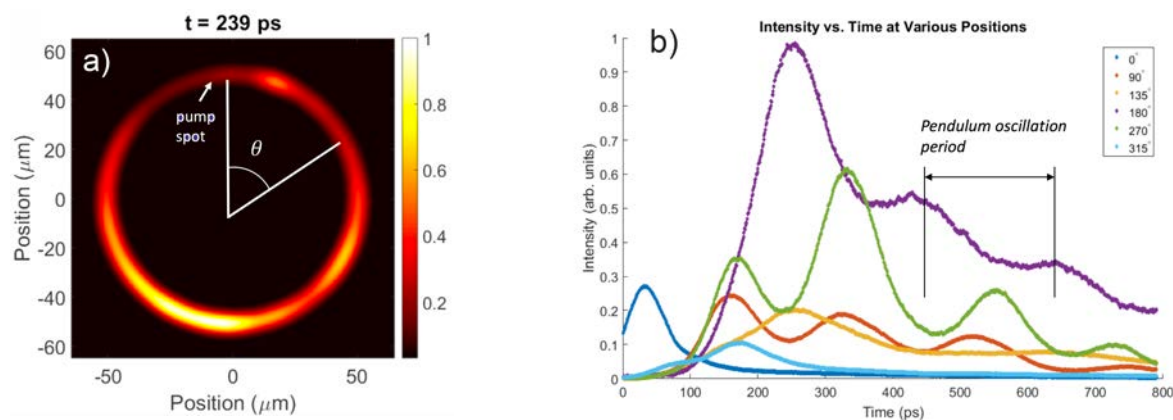 t = 239 ps
a)
pump
spot
θ
Position (μm)
60
40
20
0
-20
-40
-60
-50
0
50
Position (μm)
1
0.8
0.6
0.4
0.2
b)
Intensity vs. Time at Various Positions
Intensity (arb. units)
1
0.9
0.8
0.7
0.6
0.5
0.4
0.3
0.2
0.1
0
0 100 200 300 400 500 600 700 800
Time (ps)
Pendulum oscillation
period
0°
90°
135°
180°
270°
315°